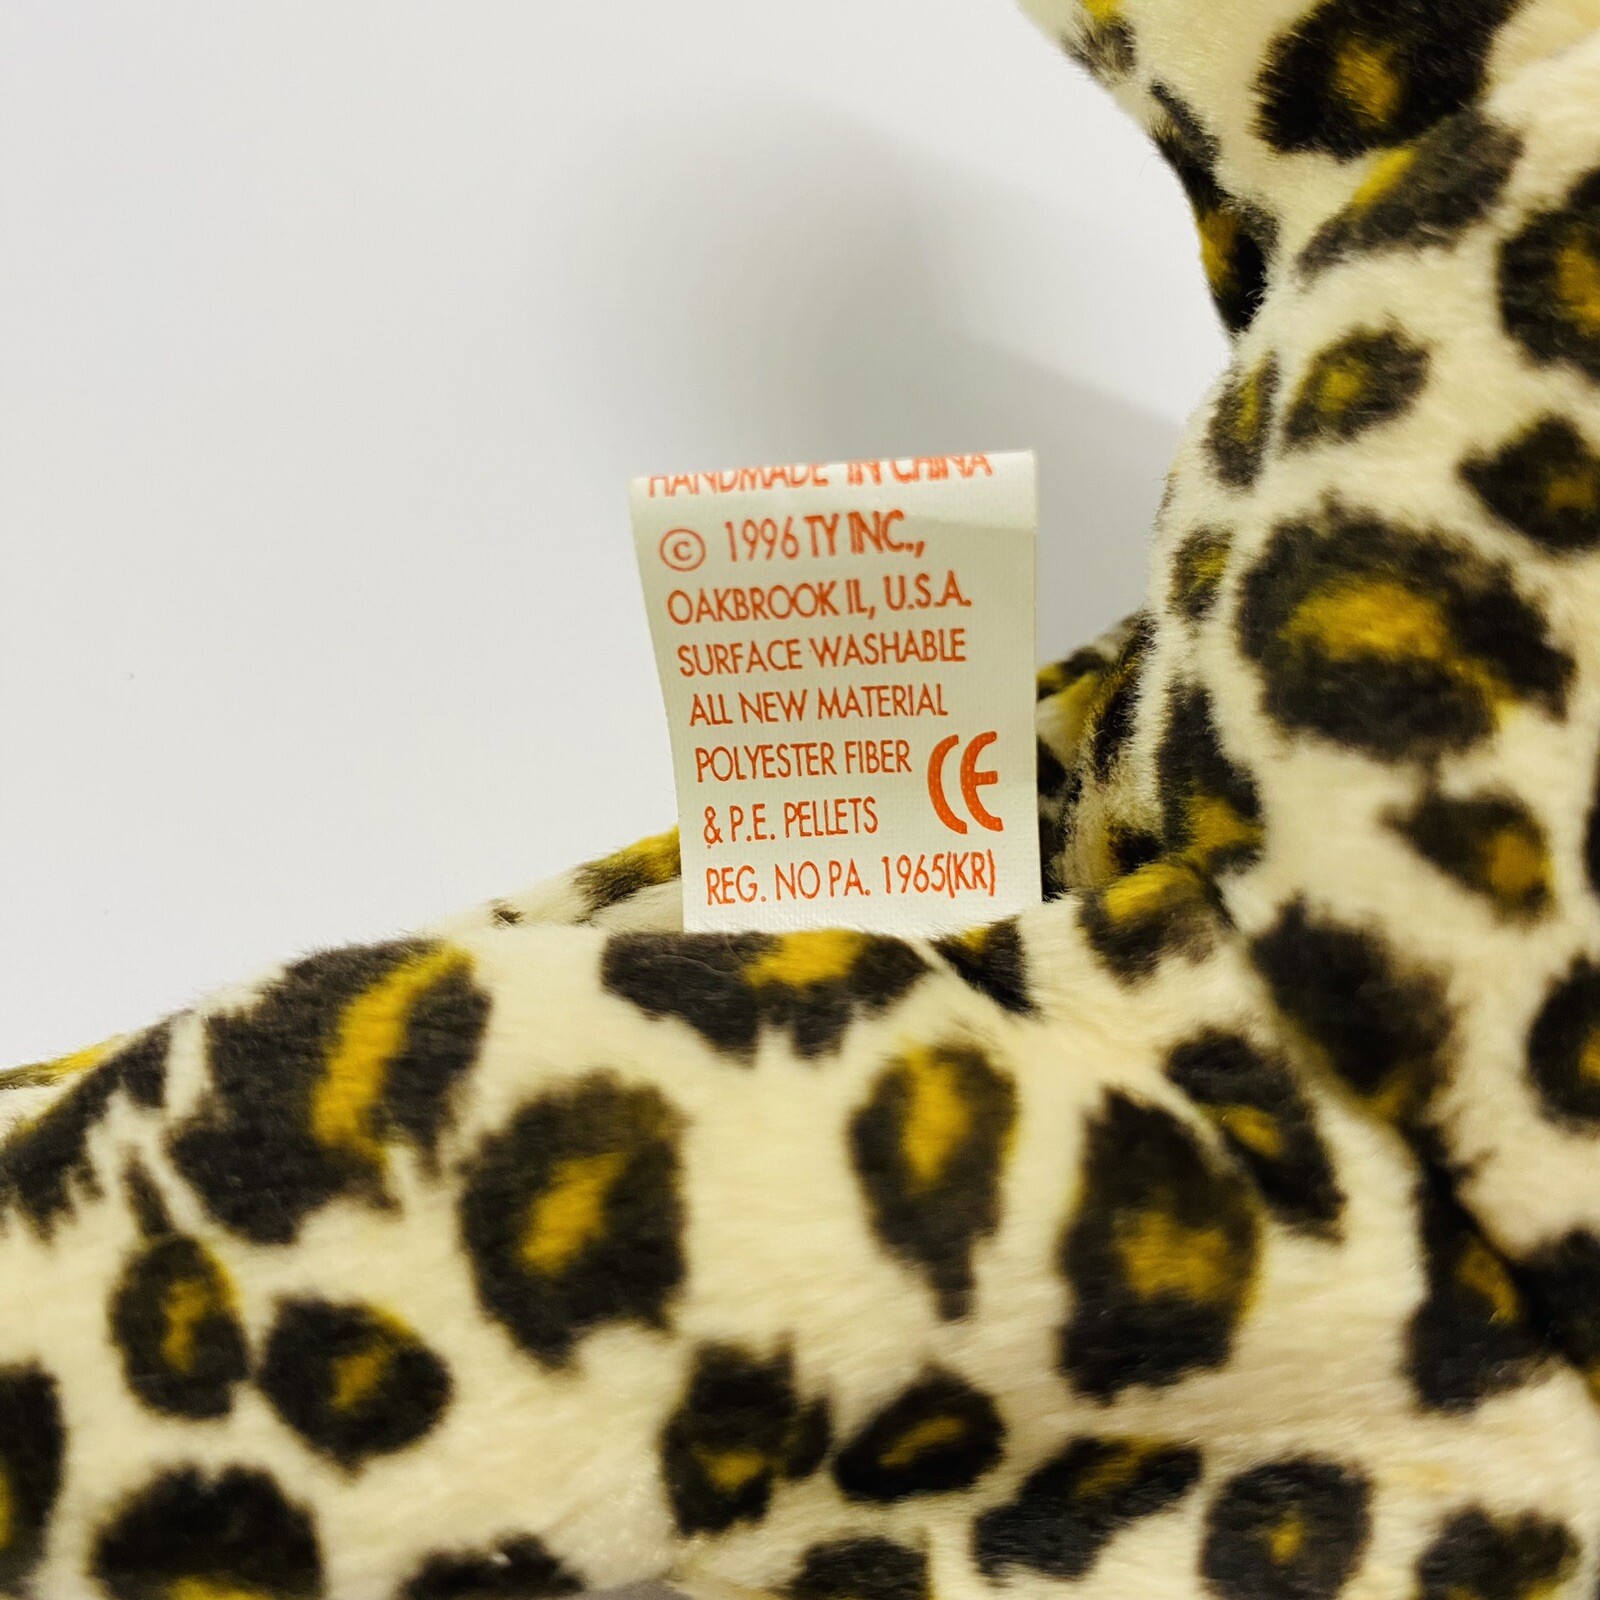 HANDMADE IN CHINA
© 1996 TY INC.,
OAKBROOK IL, U.S.A.
SURFACE WASHABLE
ALL NEW MATERIAL
POLYESTER FIBER
& P.E. PELLETS
CE
REG. NO PA. 1965(KR)